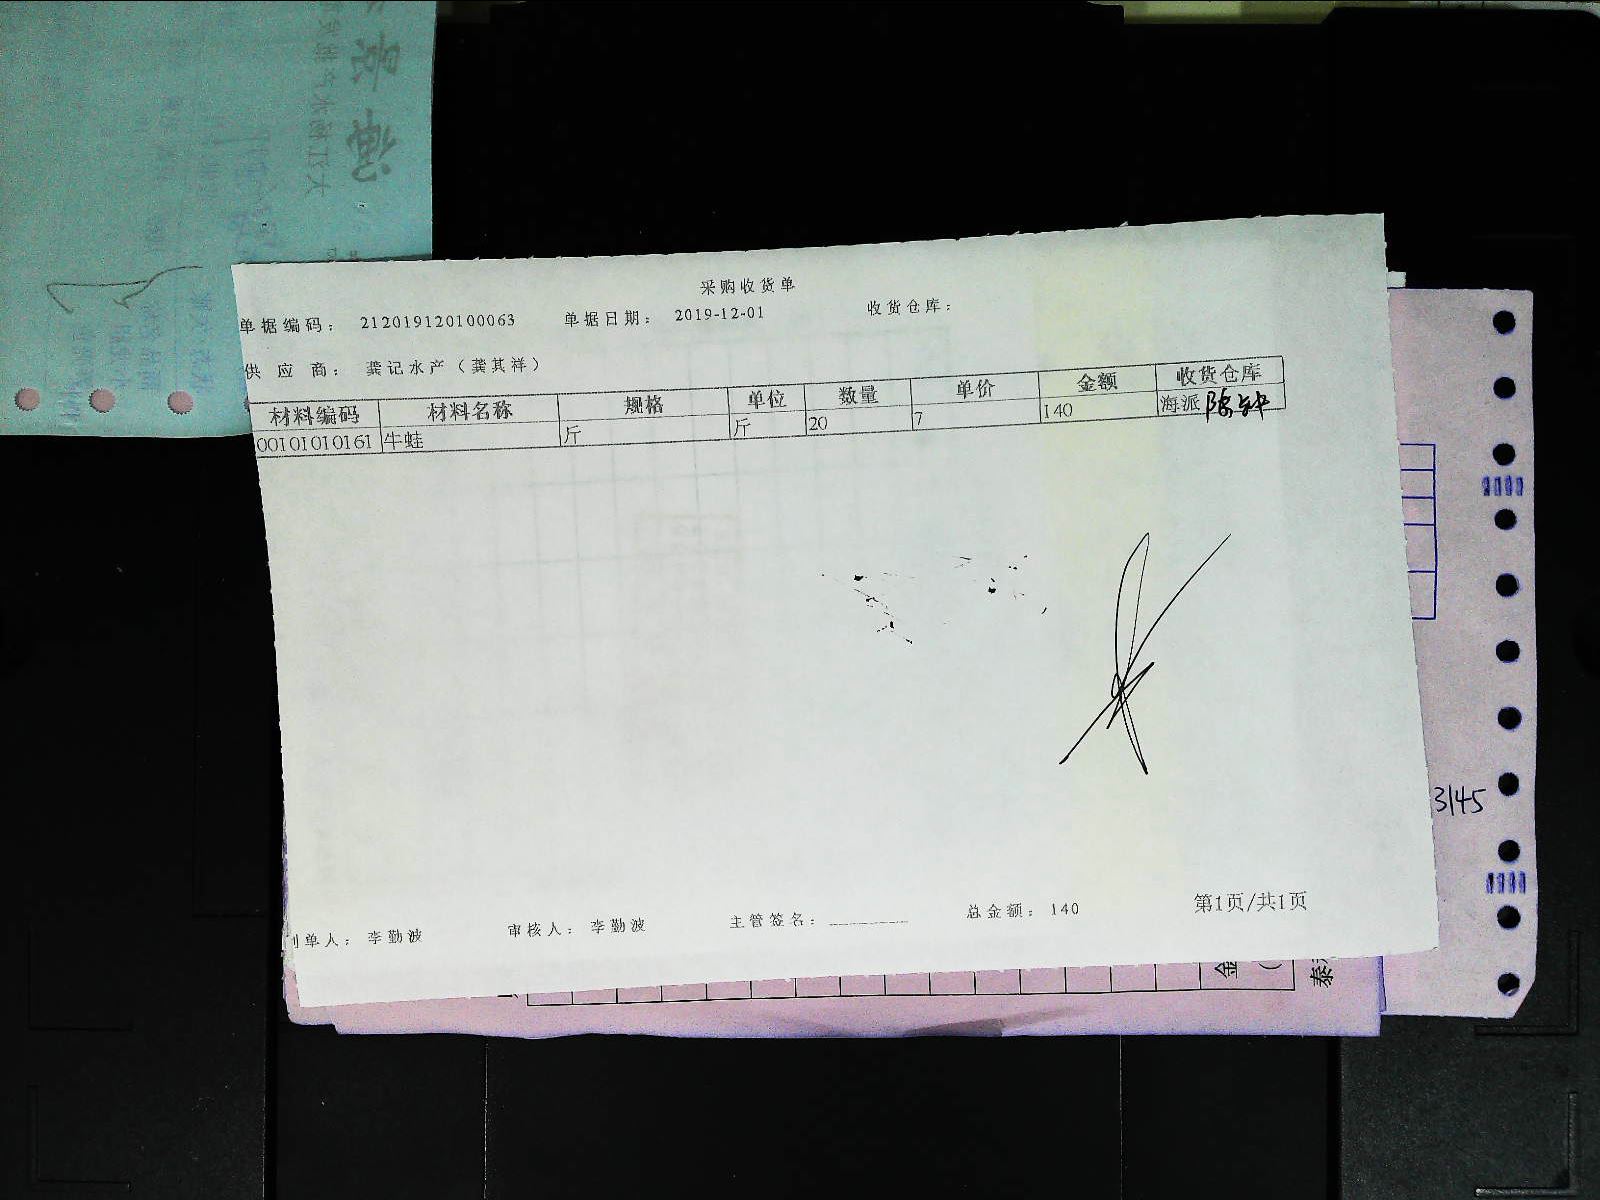 采购收货单
单据编码： 212019120100063 单据日期： 2019-12-01 收货仓库：
供应商： 龚记水产（龚其祥）
材料编码 材料名称 规格 单位 数量 单价 金额 收货仓库
00101010161 牛蛙 斤 斤 20 7 140 海派
制单人： 李勤波 审核人： 李勤波 主管签名： 总金额： 140 第1页/共1页
3145
金
泰